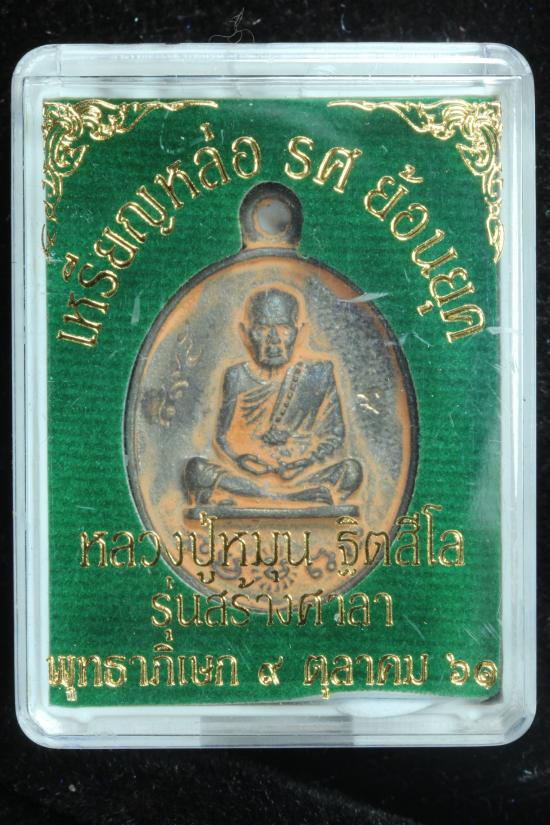 เหรียญหล่อ รศ ย้อนยุค
หลวงปู่หมุน ฐิตสีโล
รุ่นสร้างศาลา
พุทธาภิเษก ๙ ตุลาคม ๖๑